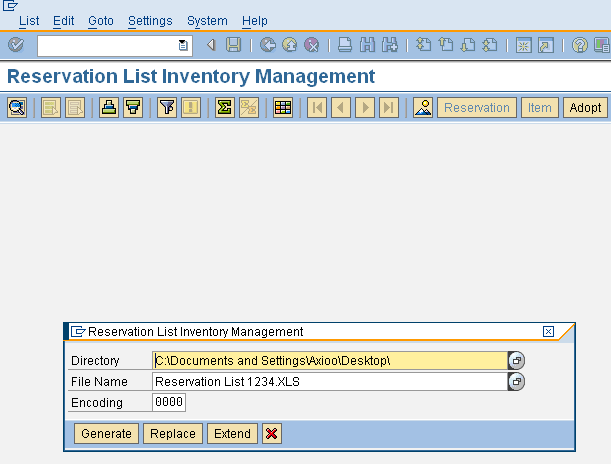 List Edit Goto Settings System Help
Reservation List Inventory Management
Reservation Item Adopt
Reservation List Inventory Management
Directory C:\Documents and Settings\Axioo\Desktop\
File Name Reservation List 1234.XLS
Encoding 0000
Generate Replace Extend